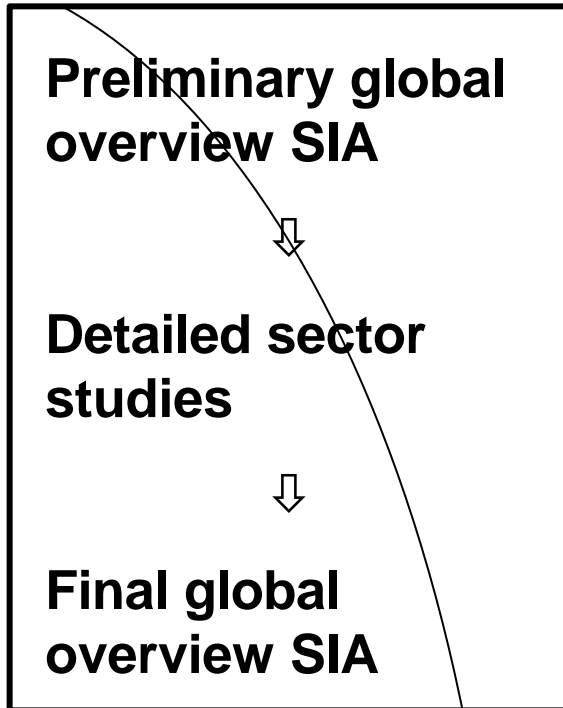 Preliminary global
overview SIA
Detailed sector
studies
Final global
overview SIA